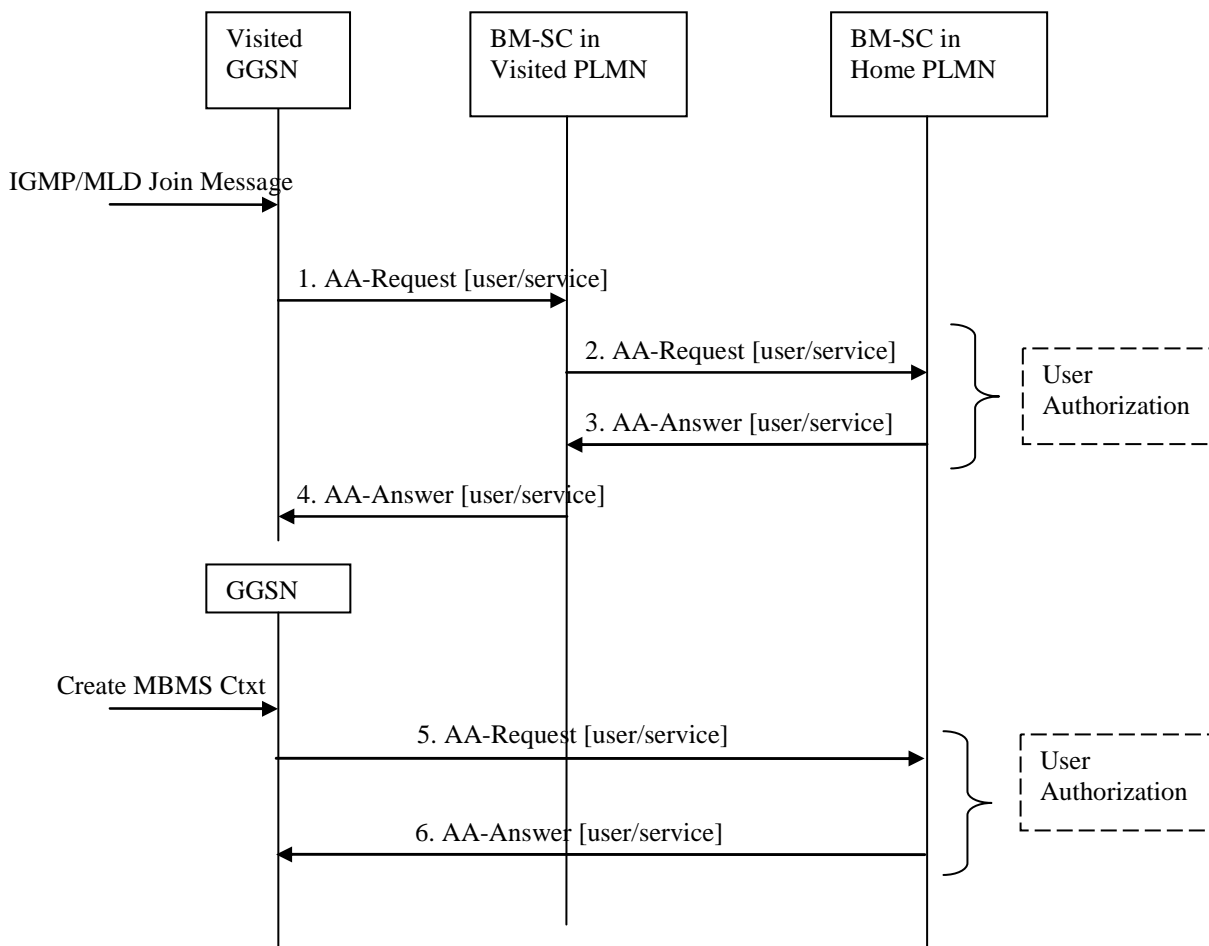 Visited
GGSN
BM-SC in
Visited PLMN
BM-SC in
Home PLMN
IGMP/MLD Join Message
1. AA-Request [user/service]
2. AA-Request [user/service]
User
Authorization
3. AA-Answer [user/service]
4. AA-Answer [user/service]
GGSN
Create MBMS Ctxt
5. AA-Request [user/service]
User
Authorization
6. AA-Answer [user/service]